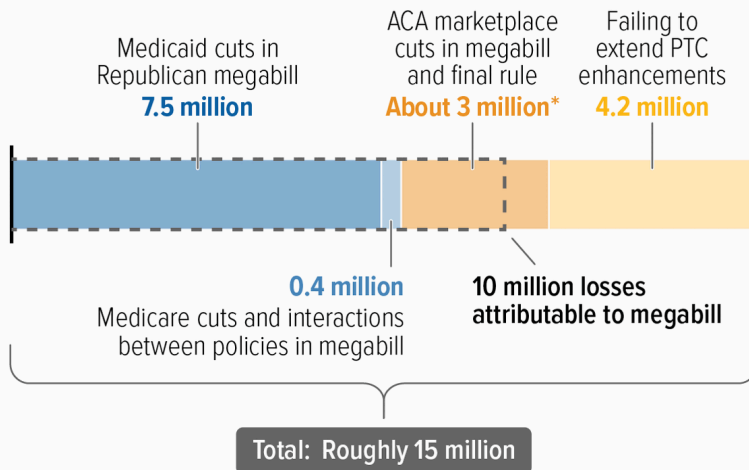 Medicaid cuts in
Republican megabill
7.5 million
ACA marketplace
cuts in megabill
and final rule
About 3 million*
Failing to
extend PTC
enhancements
4.2 million
0.4 million
Medicare cuts and interactions
between policies in megabill
10 million losses
attributable to megabill
Total: Roughly 15 million